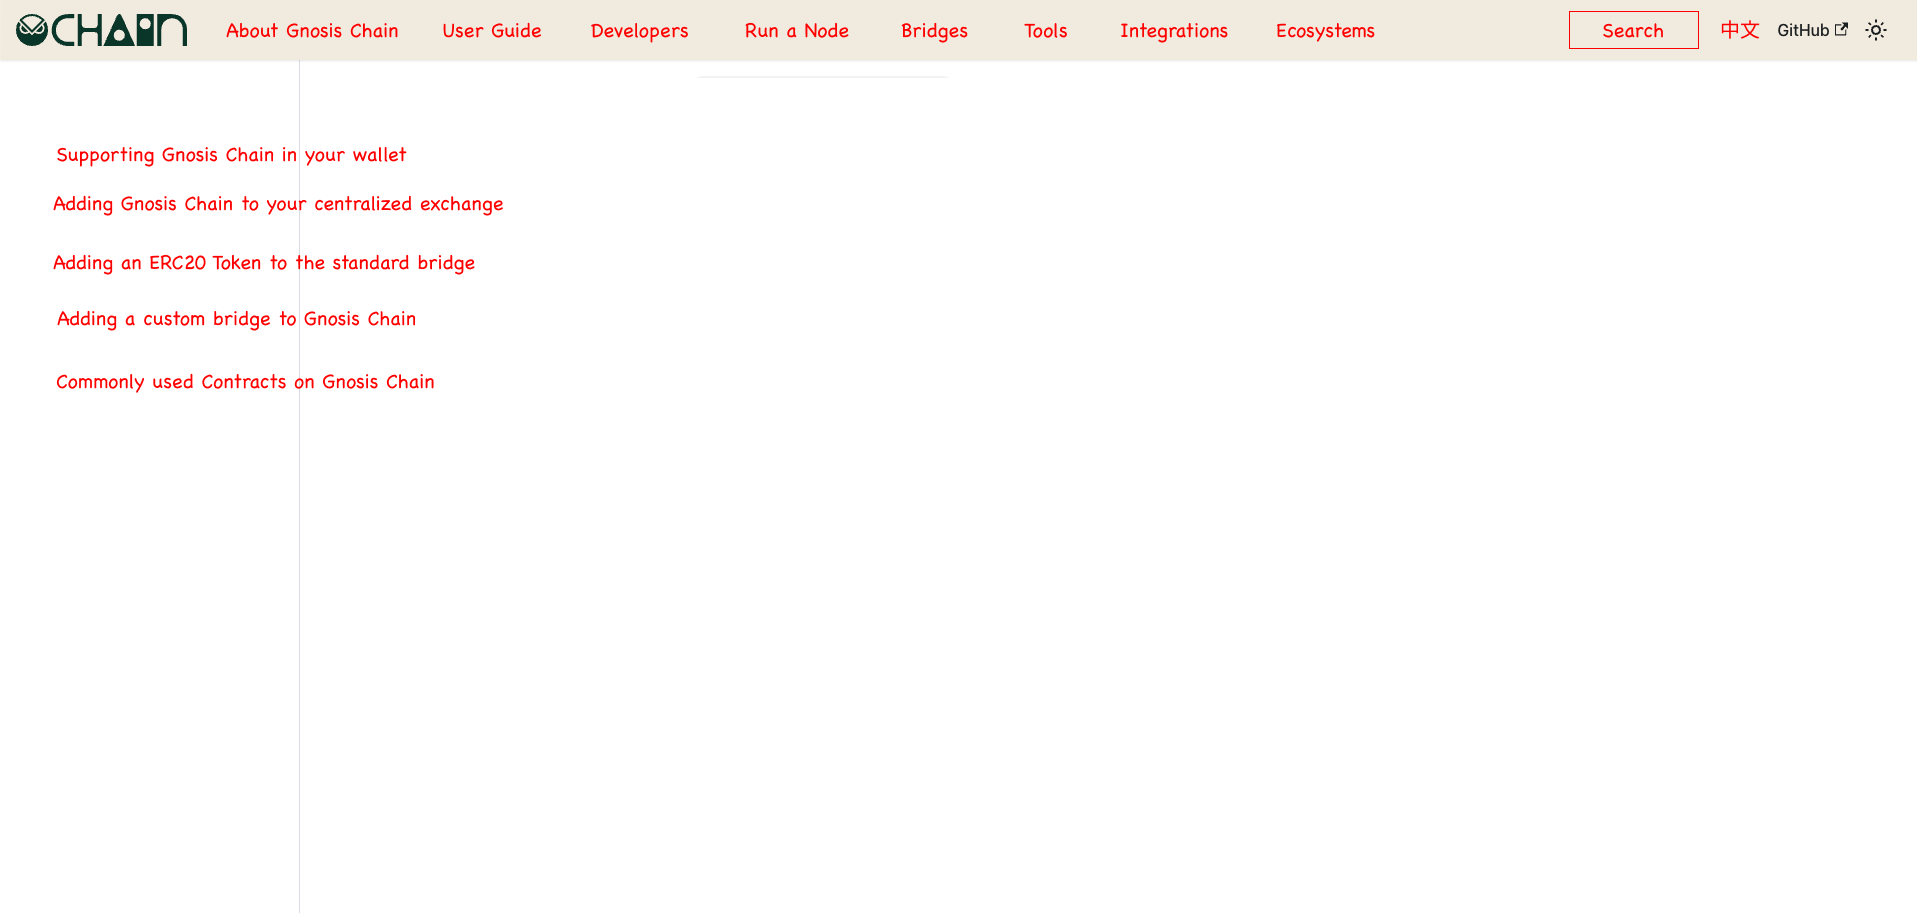 CHAIN About Gnosis Chain User Guide Developers Run a Node Bridges Tools Integrations Ecosystems Search 中文 GitHub
Supporting Gnosis Chain in your wallet
Adding Gnosis Chain to your centralized exchange
Adding an ERC20 Token to the standard bridge
Adding a custom bridge to Gnosis Chain
Commonly used Contracts on Gnosis Chain